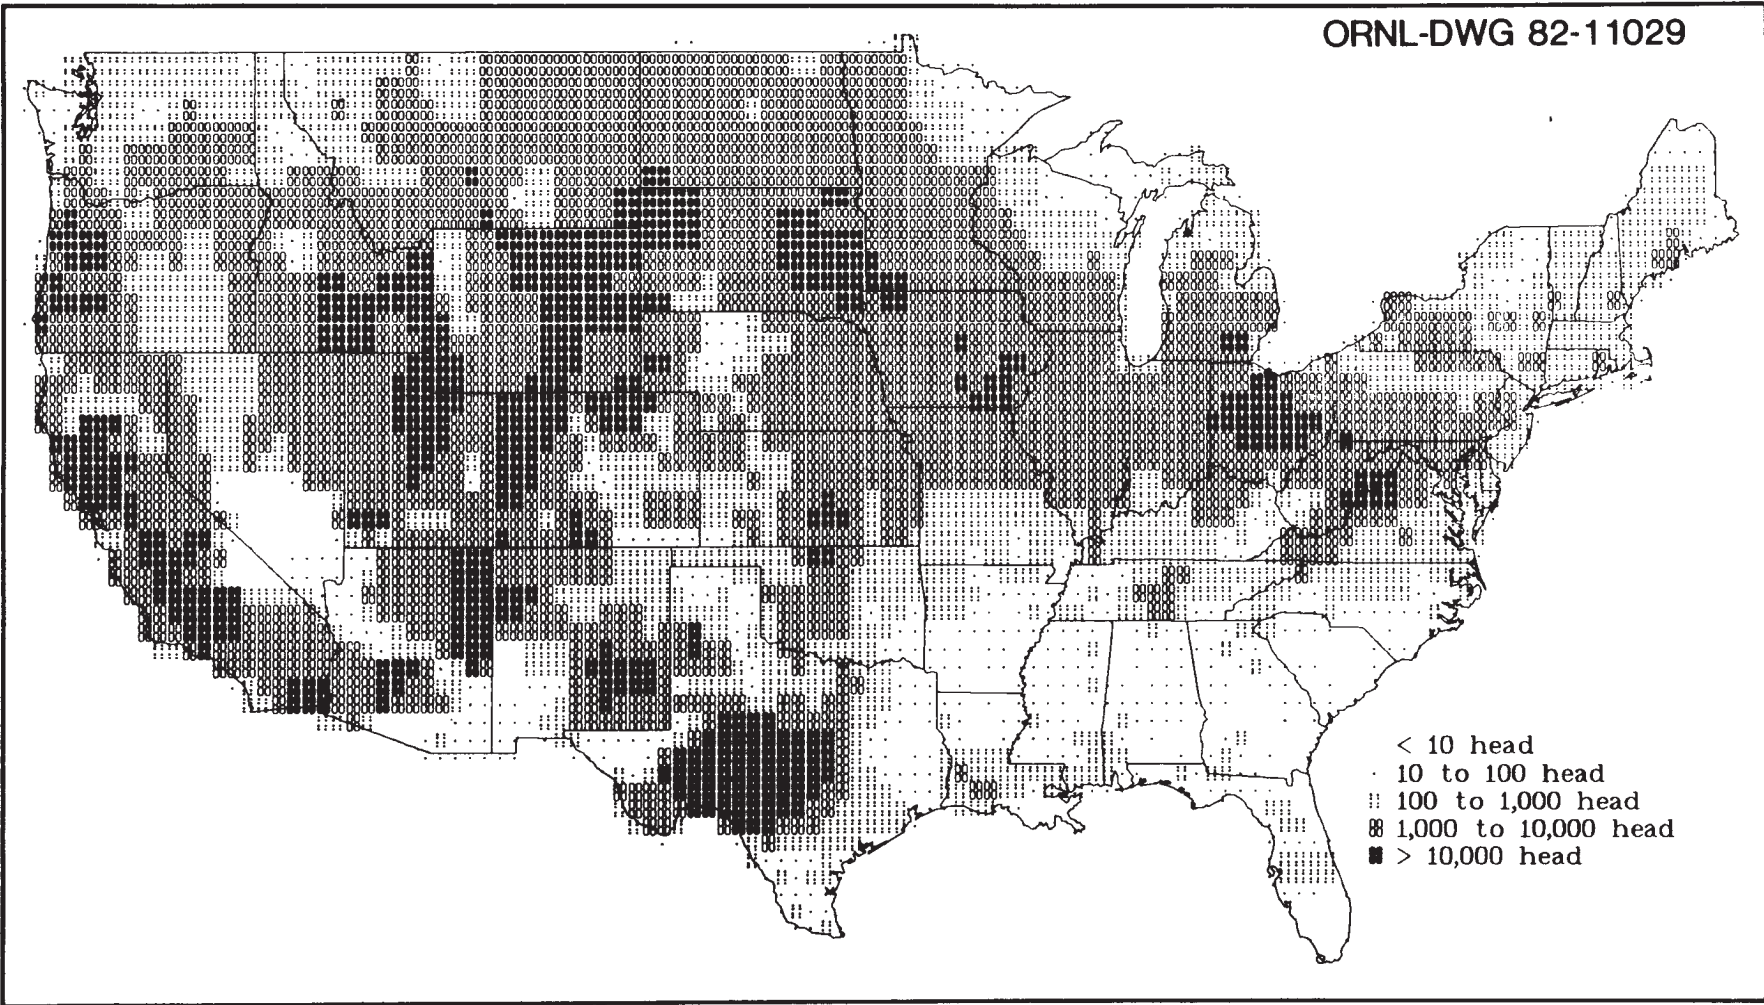 ORNL-DWG 82-11029
< 10 head
10 to 100 head
100 to 1,000 head
1,000 to 10,000 head
> 10,000 head